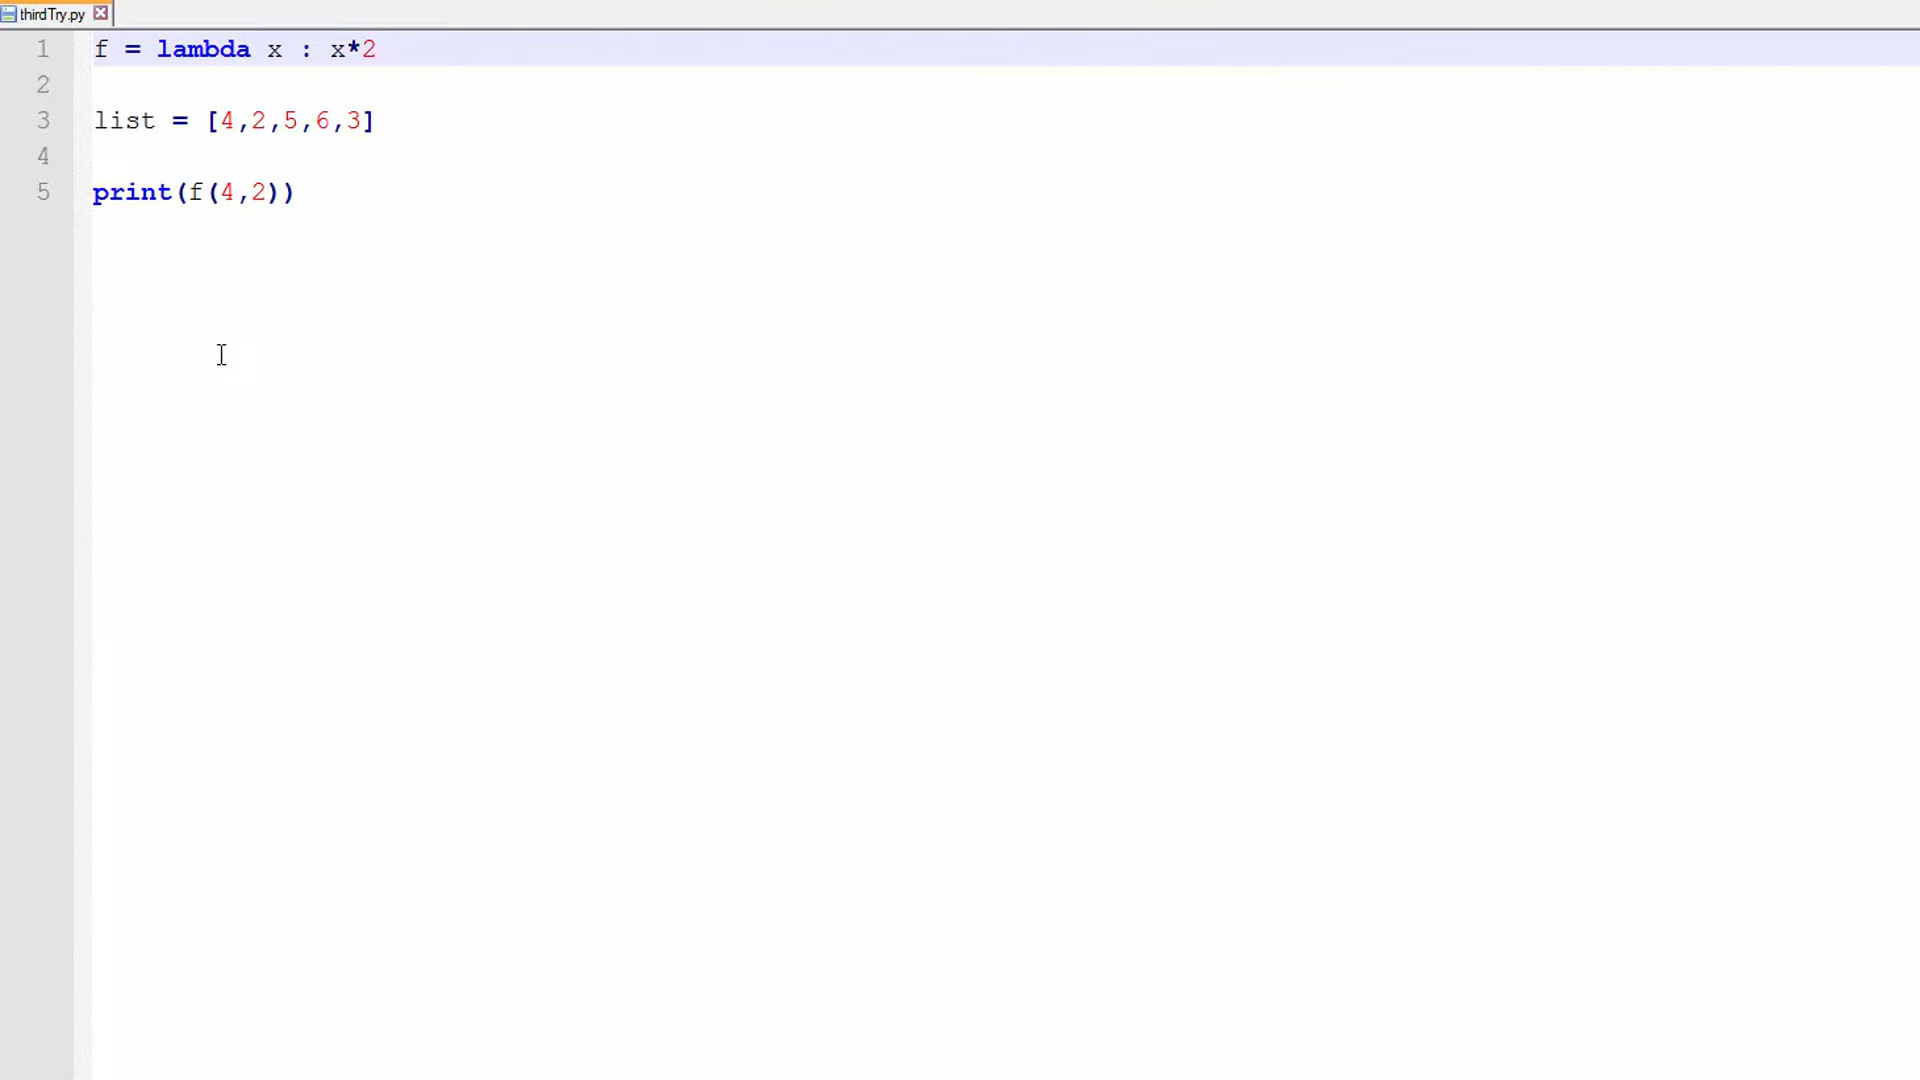 thirdTry.py
1 f = lambda x : x*2
2
3 list = [4,2,5,6,3]
4
5 print(f(4,2))